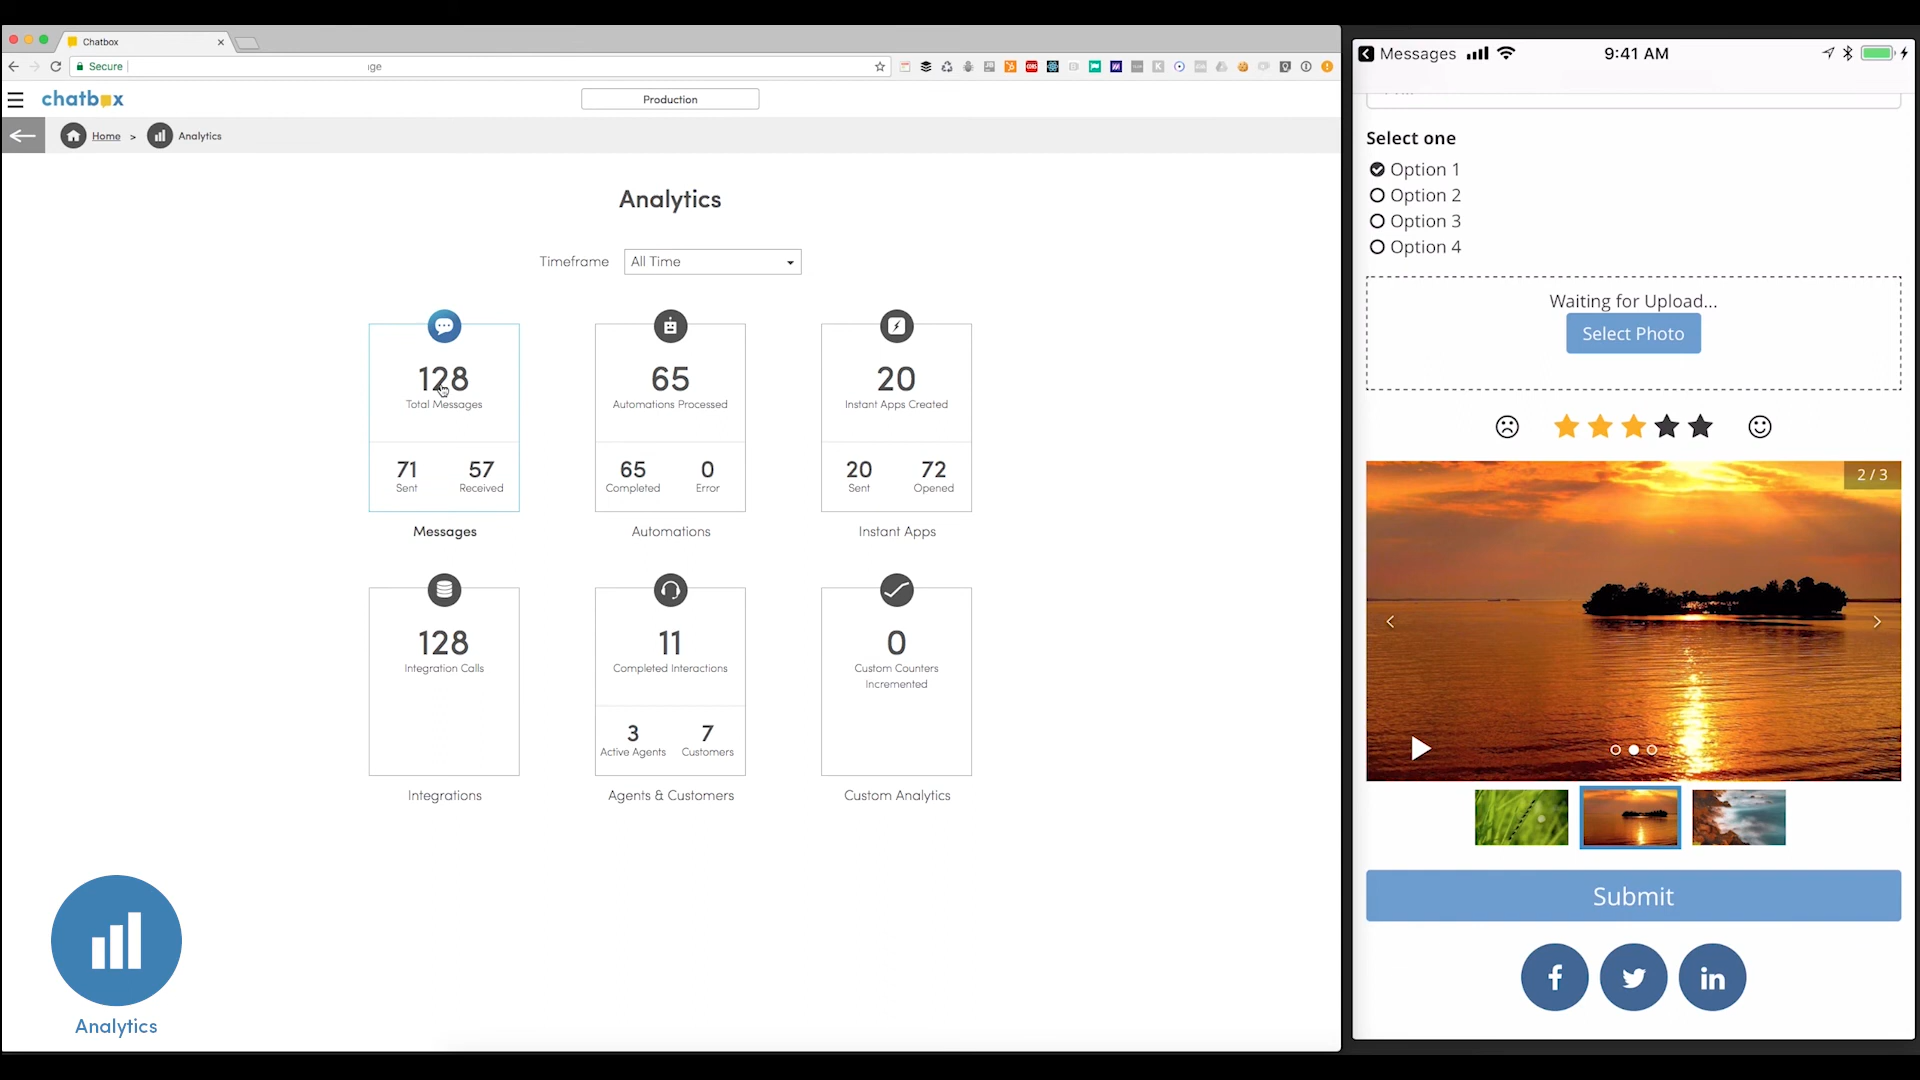 Chatbox
Secure
ge
chatbox
Production
Home > Analytics
Analytics
Timeframe All Time
128
Total Messages
71 57
Sent Received
Messages
65
Automations Processed
65 0
Completed Error
Automations
20
Instant Apps Created
20 72
Sent Opened
Instant Apps
128
Integration Calls
Integrations
11
Completed Interactions
3 7
Active Agents Customers
Agents & Customers
0
Custom Counters
Incremented
Custom Analytics
Analytics
Messages 9:41 AM
Select one
Option 1
Option 2
Option 3
Option 4
Waiting for Upload...
Select Photo
2 / 3
Submit
f in